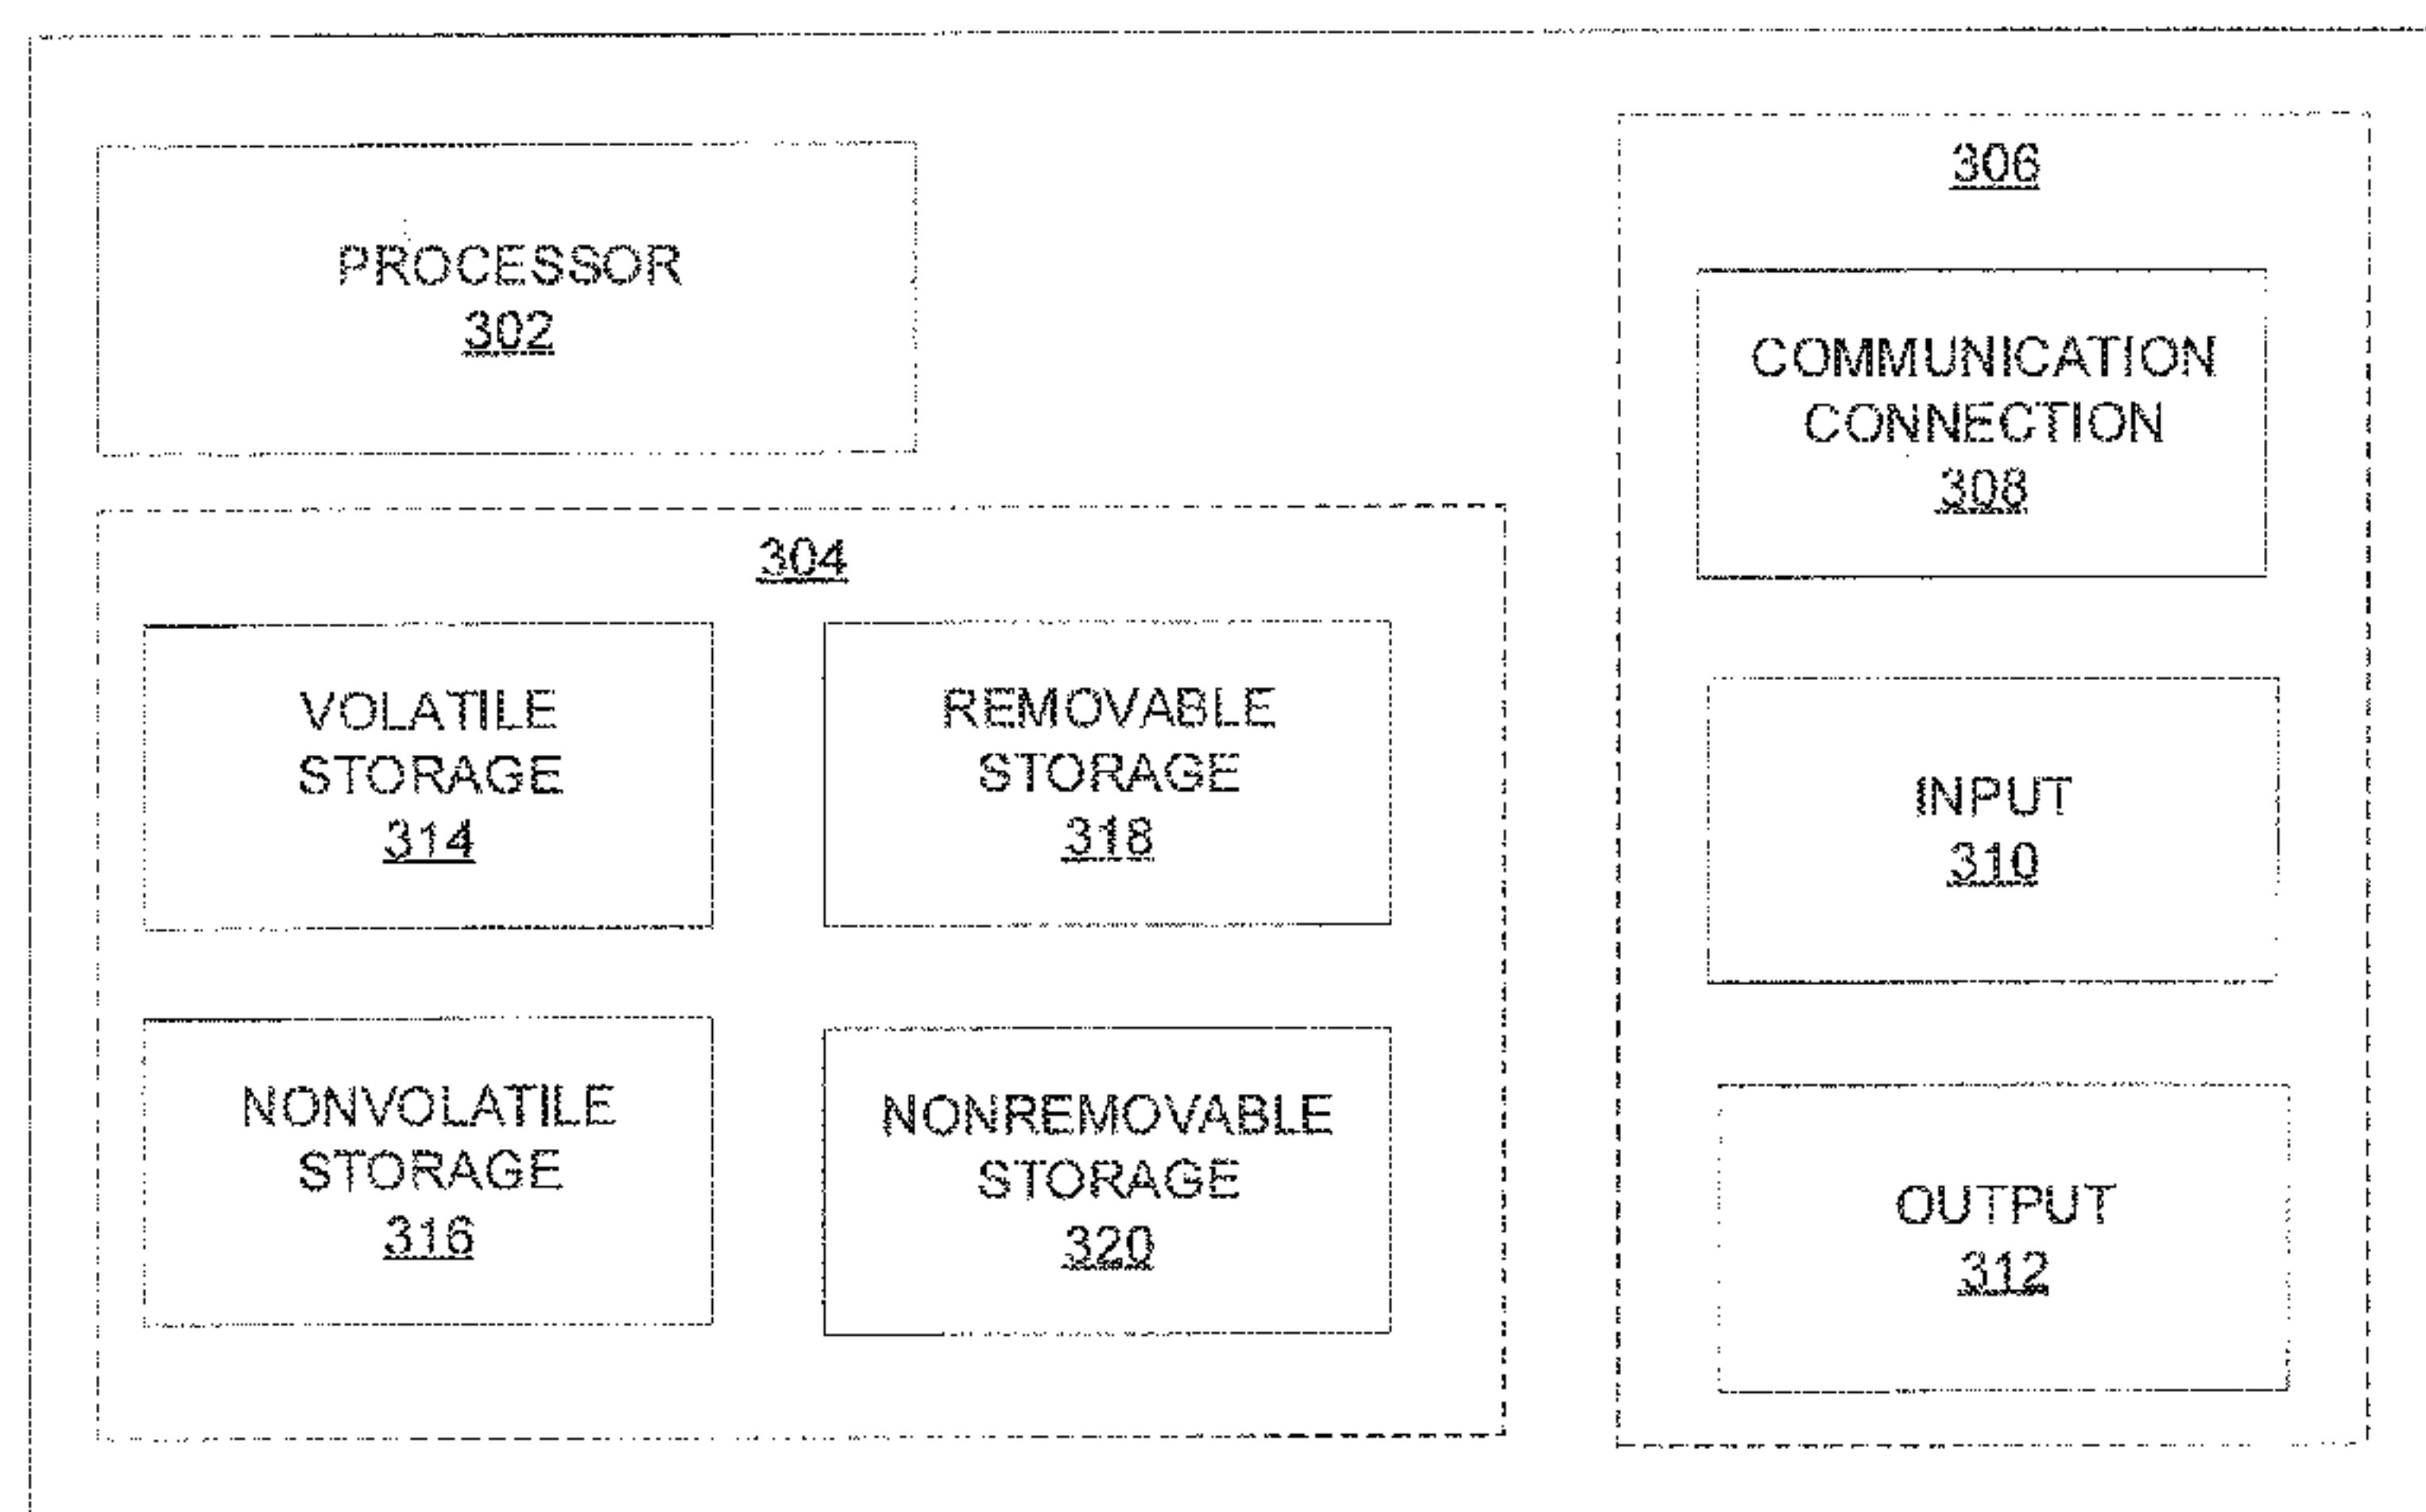 PROCESSOR
302
304
VOLATILE
STORAGE
314
REMOVABLE
STORAGE
318
NONVOLATILE
STORAGE
316
NONREMOVABLE
STORAGE
320
306
COMMUNICATION
CONNECTION
308
INPUT
310
OUTPUT
312